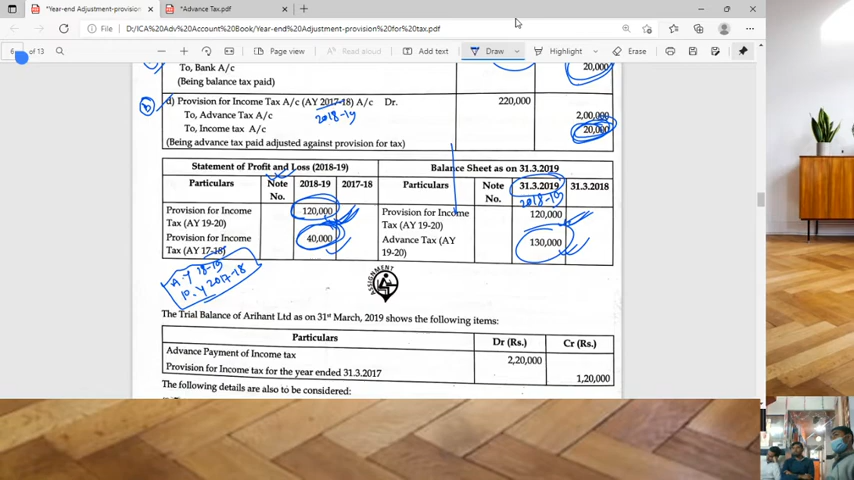 *Year-end Adjustment-provision
*Advance Tax.pdf
File
D:/ICA%20Adv%20Account%20Book/Year-end%20Adjustment-provision%20for%20tax.pdf
6 of 13
Page view
Read aloud
Add text
Draw
Highlight
Erase
To, Bank A/c 20,000
(Being balance tax paid)
b d) Provision for Income Tax A/c (AY 2017-18) A/c Dr. 220,000
2018-19
To, Advance Tax A/c 2,00,000
To, Income tax A/c 20,000
(Being advance tax paid adjusted against provision for tax)
Statement of Profit and Loss (2018-19) Balance Sheet as on 31.3.2019
Particulars Note No. 2018-19 2017-18 Particulars Note No. 31.3.2019 31.3.2018
2018-19
Provision for Income Tax (AY 19-20) 120,000 Provision for Income Tax (AY 19-20) 120,000
Provision for Income Tax (AY 17-18) 40,000 Advance Tax (AY 19-20) 130,000
A.Y 18-19
P.Y 2017-18
ASSIGNMENT
The Trial Balance of Arihant Ltd as on 31st March, 2019 shows the following items:
Particulars Dr (Rs.) Cr (Rs.)
Advance Payment of Income tax 2,20,000
Provision for Income tax for the year ended 31.3.2017 1,20,000
The following details are also to be considered: